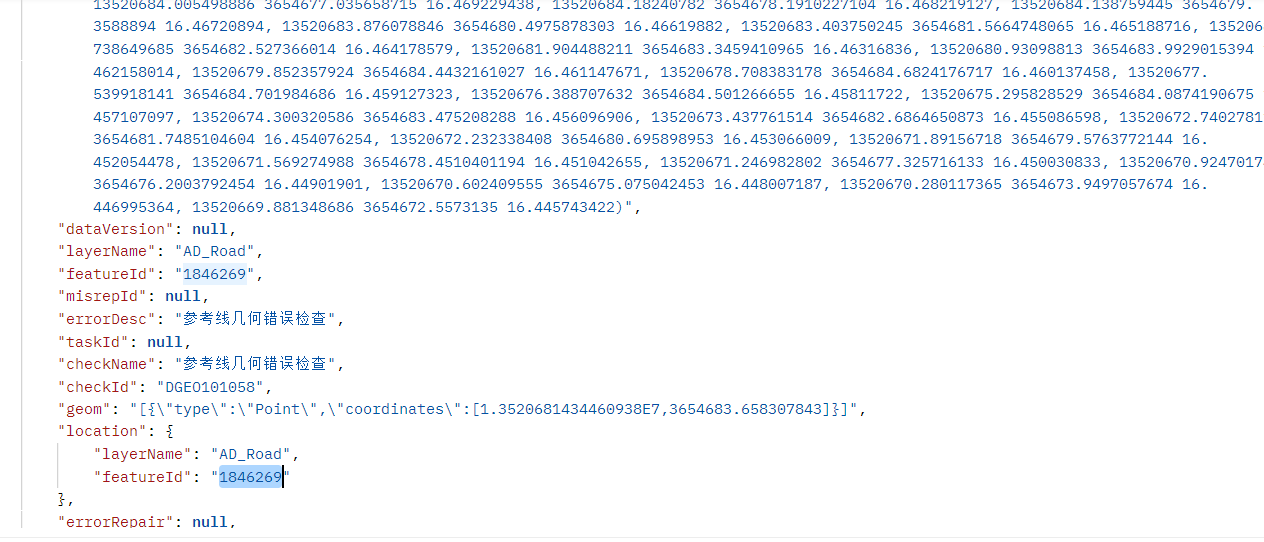 13520684.005498886 3654677.035658715 16.469229438, 13520684.18240782 3654678.1910227104 16.468219127, 13520684.138759445 3654679.
3588894 16.46720894, 13520683.876078846 3654680.4975878303 16.46619882, 13520683.403750245 3654681.5664748065 16.465188716, 135206
738649685 3654682.527366014 16.464178579, 13520681.904488211 3654683.3459410965 16.46316836, 13520680.93098813 3654683.9929015394
462158014, 13520679.852357924 3654684.4432161027 16.461147671, 13520678.708383178 3654684.6824176717 16.460137458, 13520677.
539918141 3654684.701984686 16.459127323, 13520676.388707632 3654684.501266655 16.45811722, 13520675.295828529 3654684.0874190675
457107097, 13520674.300320586 3654683.475208288 16.456096906, 13520673.437761514 3654682.6864650873 16.455086598, 13520672.7402781
3654681.7485104604 16.454076254, 13520672.232338408 3654680.695898953 16.453066009, 13520671.89156718 3654679.5763772144 16.
452054478, 13520671.569274988 3654678.4510401194 16.451042655, 13520671.246982802 3654677.325716133 16.450030833, 13520670.9247017
3654676.2003792454 16.44901901, 13520670.602409555 3654675.075042453 16.448007187, 13520670.280117365 3654673.9497057674 16.
446995364, 13520669.881348686 3654672.5573135 16.445743422)",
"dataVersion": null,
"layerName": "AD_Road",
"featureId": "1846269",
"misrepId": null,
"errorDesc": "参考线几何错误检查",
"taskId": null,
"checkName": "参考线几何错误检查",
"checkId": "DGEO101058",
"geom": "[{\"type\":\"Point\",\"coordinates\":[1.3520681434460938E7,3654683.658307843]}]",
"location": {
"layerName": "AD_Road",
"featureId": "1846269"
},
"errorRepair": null,